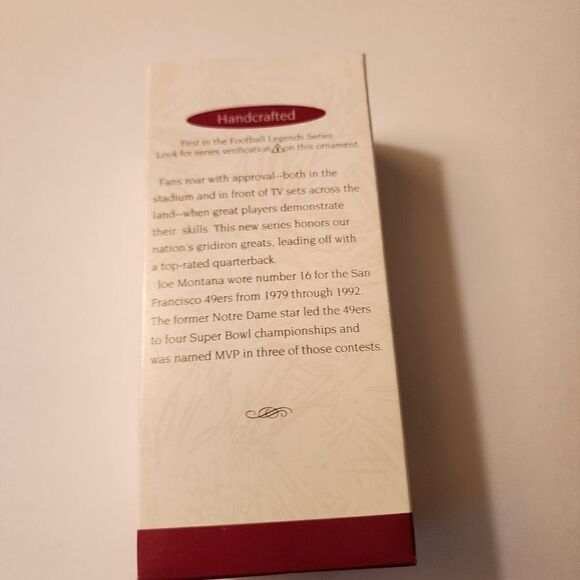 Handcrafted
First in the Football Legends Series.
Look for series verification 1 on this ornament.
Fans roar with approval--both in the
stadium and in front of TV sets across the
land--when great players demonstrate
their skills. This new series honors our
nation's gridiron greats, leading off with
a top-rated quarterback.
Joe Montana wore number 16 for the San
Francisco 49ers from 1979 through 1992.
The former Notre Dame star led the 49ers
to four Super Bowl championships and
was named MVP in three of those contests.